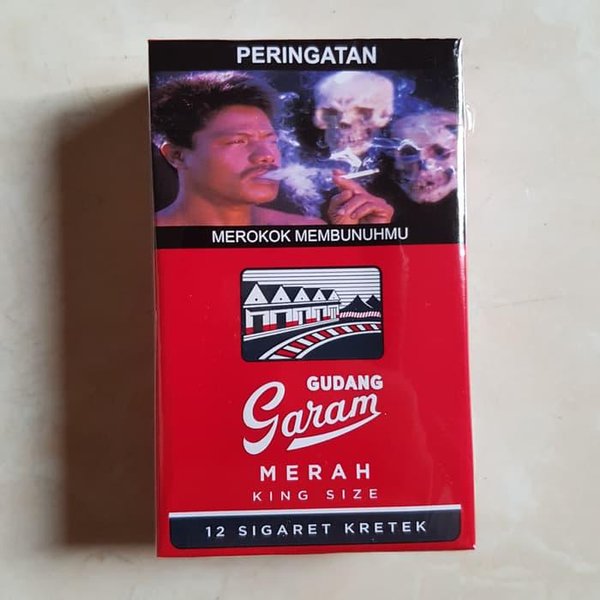 PERINGATAN
MEROKOK MEMBUNUHMU
GUDANG
Garam
MERAH
KING SIZE
12 SIGARET KRETEK